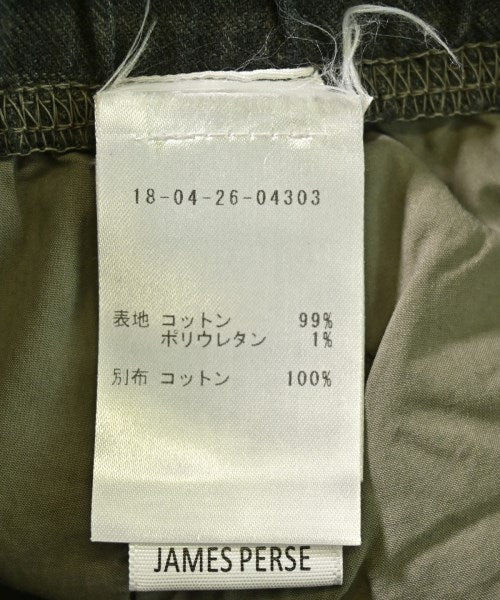 18-04-26-04303
表地 コットン 99%
ポリウレタン 1%
別布 コットン 100%
JAMES PERSE